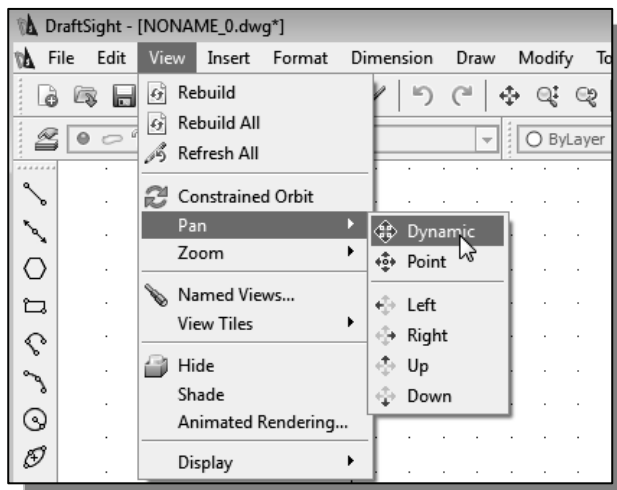 DraftSight - [NONAME_0.dwg*]
File Edit View Insert Format Dimension Draw Modify To
Rebuild
Rebuild All
ByLayer
Refresh All
Constrained Orbit
Pan
Dynamic
Zoom
Point
Named Views...
Left
View Tiles
Right
Hide
Up
Shade
Down
Animated Rendering...
Display